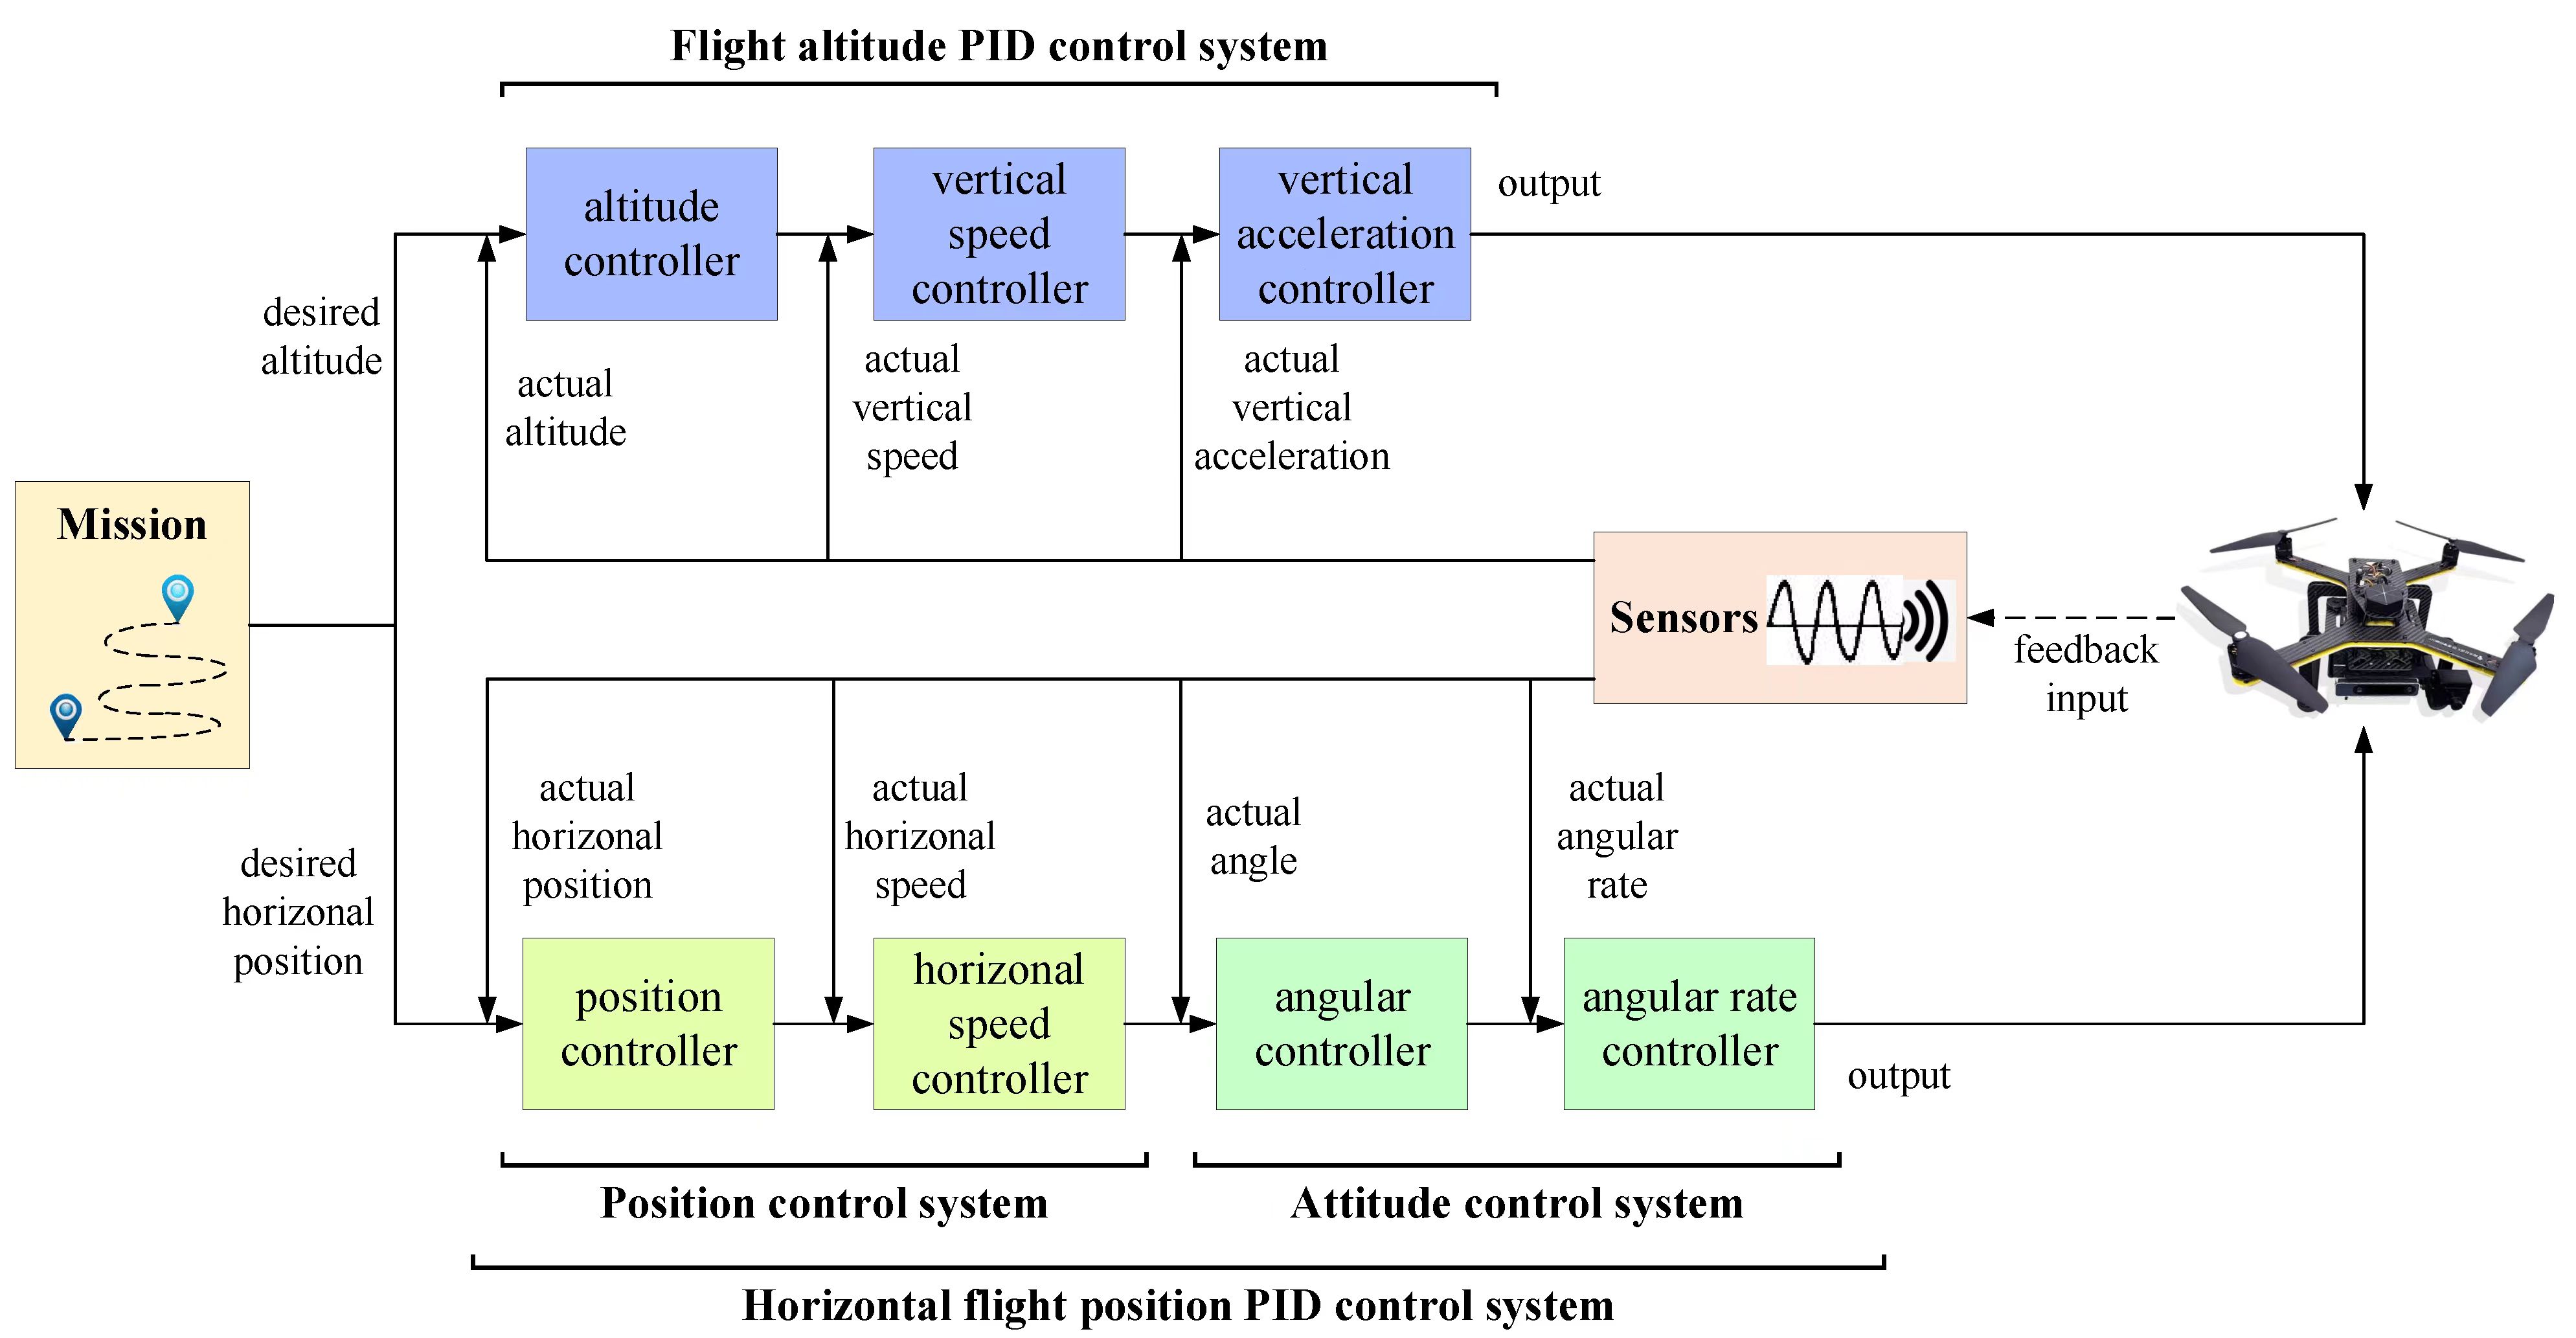 Flight altitude PID control system
altitude
controller
vertical
speed
controller
vertical
acceleration
controller
output
desired
altitude
actual
altitude
actual
vertical
speed
actual
vertical
acceleration
Mission
Sensors
feedback
input
desired
horizonal
position
actual
horizonal
position
actual
horizonal
speed
actual
angle
actual
angular
rate
position
controller
horizonal
speed
controller
angular
controller
angular rate
controller
output
Position control system
Attitude control system
Horizontal flight position PID control system